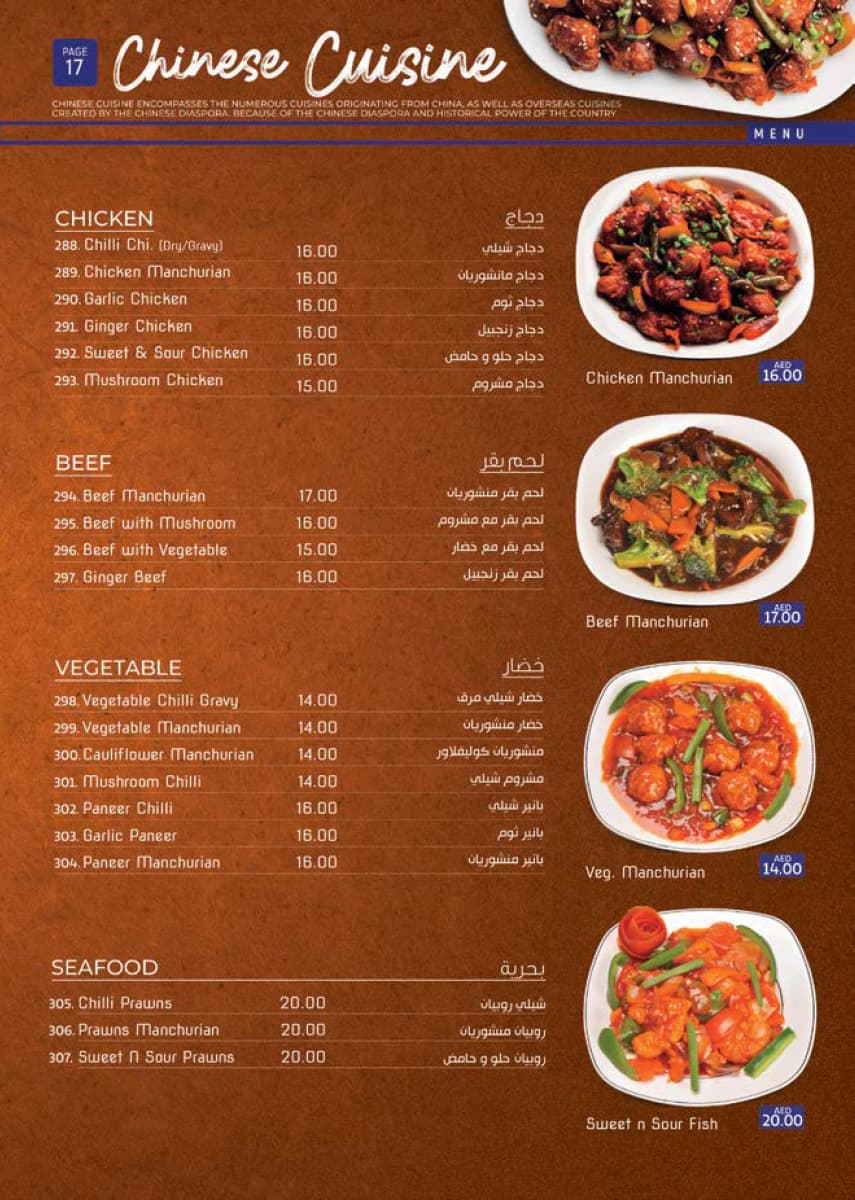 PAGE
17
Chinese Cuisine
CHINESE CUISINE ENCOMPASSES THE NUMEROUS CUISINES ORIGINATING FROM CHINA, AS WELL AS OVERSEAS CUISINES
CREATED BY THE CHINESE DIASPORA. BECAUSE OF THE CHINESE DIASPORA AND HISTORICAL POWER OF THE COUNTRY
MENU
CHICKEN دجاج
288. Chilli Chi. (Dry/Gravy) 16.00 دجاج شيلي
289. Chicken Manchurian 16.00 دجاج مانشوريان
290. Garlic Chicken 16.00 دجاج ثوم
291. Ginger Chicken 16.00 دجاج زنجبيل
292. Sweet & Sour Chicken 16.00 دجاج حلو و حامض
293. Mushroom Chicken 15.00 دجاج مشروم
Chicken Manchurian
AED
16.00
BEEF لحم بقر
294. Beef Manchurian 17.00 لحم بقر منشوريان
295. Beef with Mushroom 16.00 لحم بقر مع مشروم
296. Beef with Vegetable 15.00 لحم بقر مع خضار
297. Ginger Beef 16.00 لحم بقر زنجبيل
Beef Manchurian
AED
17.00
VEGETABLE خضار
298. Vegetable Chilli Gravy 14.00 خضار شيلي مرق
299. Vegetable Manchurian 14.00 خضار منشوريان
300. Cauliflower Manchurian 14.00 منشوريان كوليفلاور
301. Mushroom Chilli 14.00 مشروم شيلي
302. Paneer Chilli 16.00 بانير شيلي
303. Garlic Paneer 16.00 بانير ثوم
304. Paneer Manchurian 16.00 بانير منشوريان
Veg. Manchurian
AED
14.00
SEAFOOD بحرية
305. Chilli Prawns 20.00 شيلي روبيان
306. Prawns Manchurian 20.00 روبيان منشوريان
307. Sweet N Sour Prawns 20.00 روبيان حلو و حامض
Sweet n Sour Fish
AED
20.00